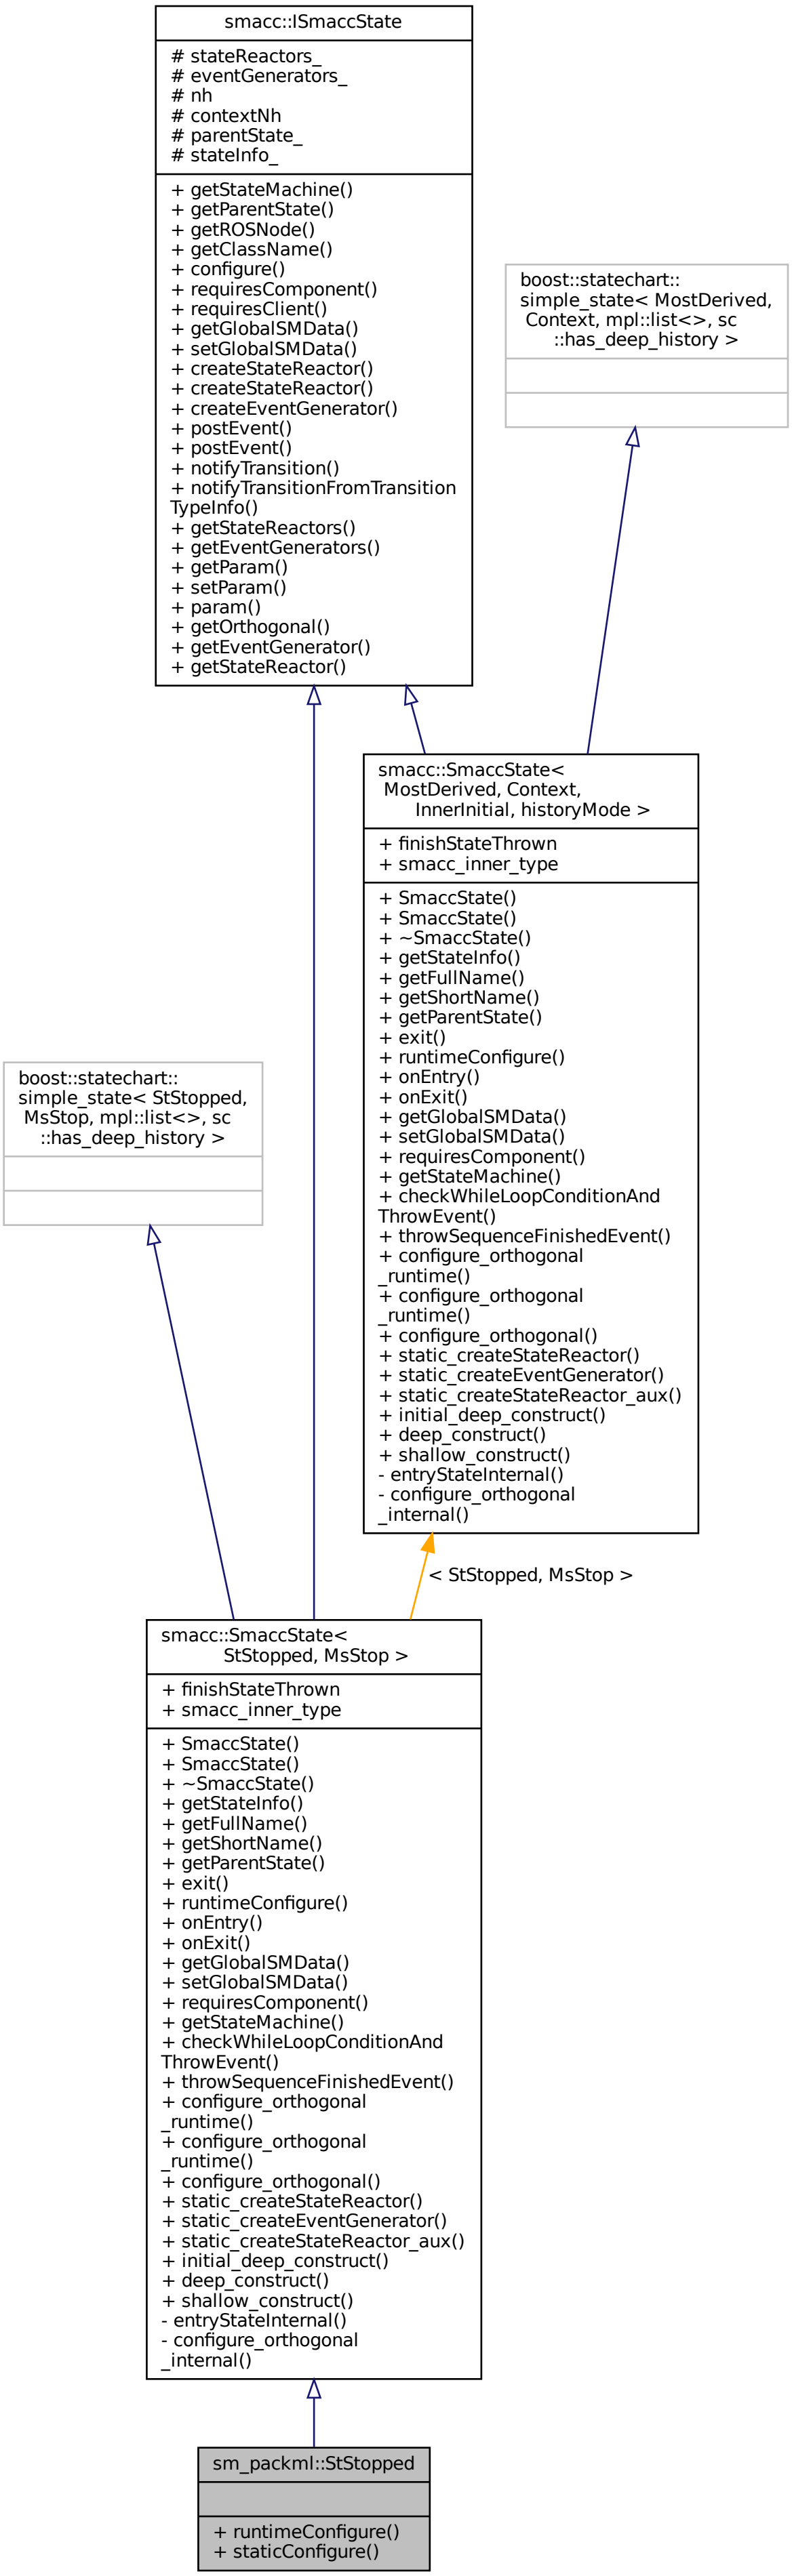 smacc::ISmaccState
# stateReactors_
# eventGenerators_
# nh
# contextNh
# parentState_
# stateInfo_
+ getStateMachine()
+ getParentState()
+ getROSNode()
+ getClassName()
+ configure()
+ requiresComponent()
+ requiresClient()
+ getGlobalSMData()
+ setGlobalSMData()
+ createStateReactor()
+ createStateReactor()
+ createEventGenerator()
+ postEvent()
+ postEvent()
+ notifyTransition()
+ notifyTransitionFromTransition
TypeInfo()
+ getStateReactors()
+ getEventGenerators()
+ getParam()
+ setParam()
+ param()
+ getOrthogonal()
+ getEventGenerator()
+ getStateReactor()
boost::statechart::
simple_state< MostDerived,
Context, mpl::list<>, sc
::has_deep_history >
smacc::SmaccState<
MostDerived, Context,
InnerInitial, historyMode >
+ finishStateThrown
+ smacc_inner_type
+ SmaccState()
+ SmaccState()
+ ~SmaccState()
+ getStateInfo()
+ getFullName()
+ getShortName()
+ getParentState()
+ exit()
+ runtimeConfigure()
+ onEntry()
+ onExit()
+ getGlobalSMData()
+ setGlobalSMData()
+ requiresComponent()
+ getStateMachine()
+ checkWhileLoopConditionAnd
ThrowEvent()
+ throwSequenceFinishedEvent()
+ configure_orthogonal
_runtime()
+ configure_orthogonal
_runtime()
+ configure_orthogonal()
+ static_createStateReactor()
+ static_createEventGenerator()
+ static_createStateReactor_aux()
+ initial_deep_construct()
+ deep_construct()
+ shallow_construct()
- entryStateInternal()
- configure_orthogonal
_internal()
boost::statechart::
simple_state< StStopped,
MsStop, mpl::list<>, sc
::has_deep_history >
< StStopped, MsStop >
smacc::SmaccState<
StStopped, MsStop >
+ finishStateThrown
+ smacc_inner_type
+ SmaccState()
+ SmaccState()
+ ~SmaccState()
+ getStateInfo()
+ getFullName()
+ getShortName()
+ getParentState()
+ exit()
+ runtimeConfigure()
+ onEntry()
+ onExit()
+ getGlobalSMData()
+ setGlobalSMData()
+ requiresComponent()
+ getStateMachine()
+ checkWhileLoopConditionAnd
ThrowEvent()
+ throwSequenceFinishedEvent()
+ configure_orthogonal
_runtime()
+ configure_orthogonal
_runtime()
+ configure_orthogonal()
+ static_createStateReactor()
+ static_createEventGenerator()
+ static_createStateReactor_aux()
+ initial_deep_construct()
+ deep_construct()
+ shallow_construct()
- entryStateInternal()
- configure_orthogonal
_internal()
sm_packml::StStopped
+ runtimeConfigure()
+ staticConfigure()